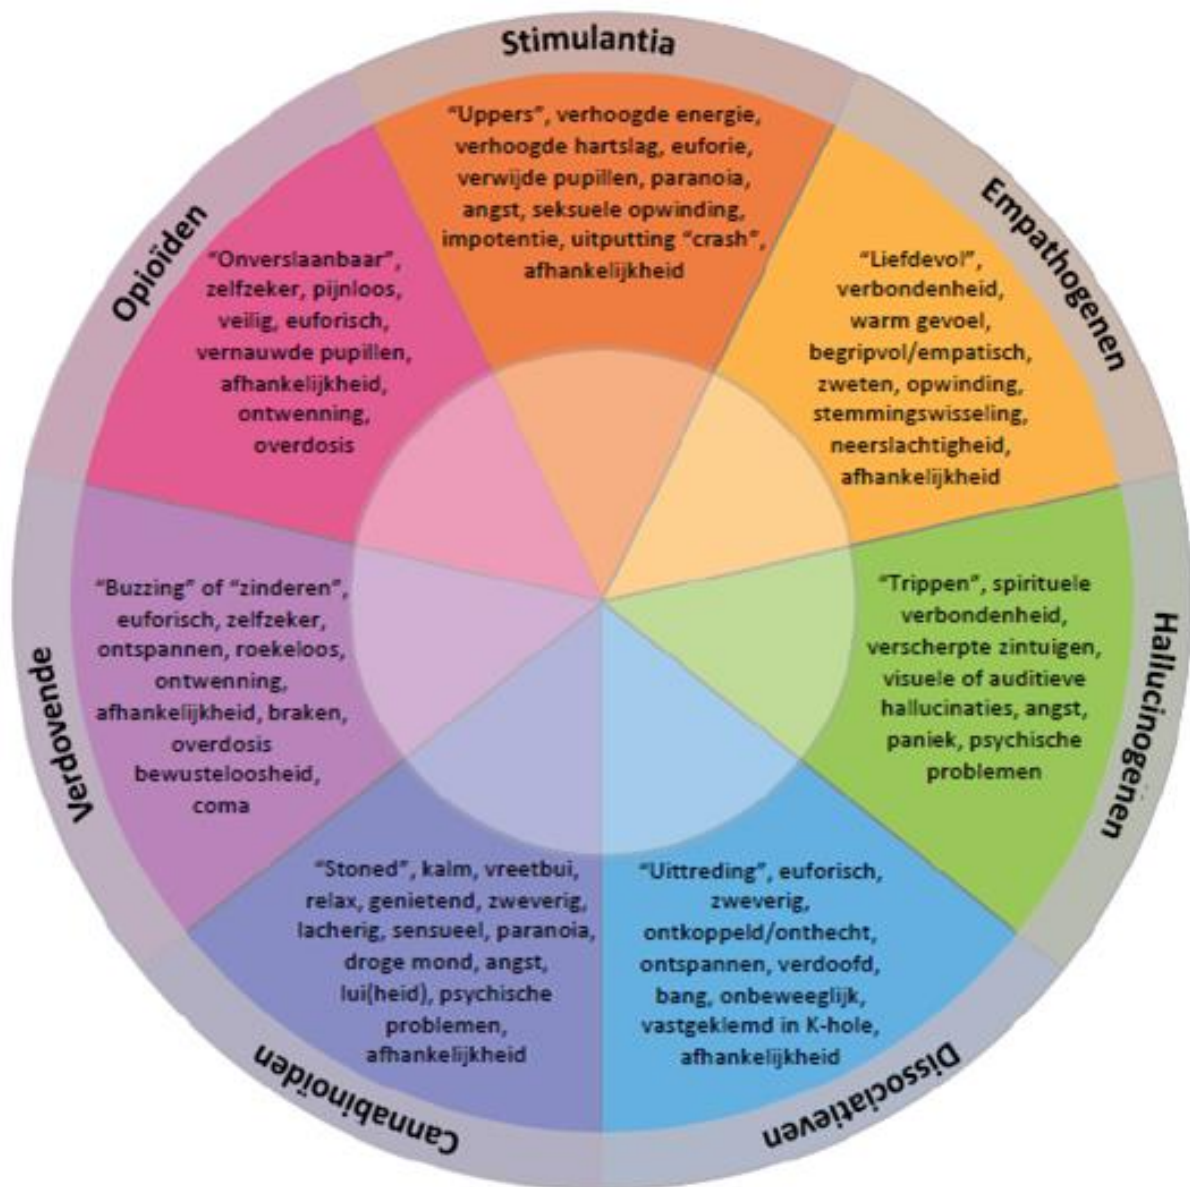 Stimulantia
“Uppers”, verhoogde energie,
verhoogde hartslag, euforie,
verwijde pupillen, paranoia,
angst, seksuele opwinding,
impotentie, uitputting “crash”,
afhankelijkheid
Empathogenen
“Liefdevol”,
verbondenheid,
warm gevoel,
begripvol/empatisch,
zweten, opwinding,
stemmingswisseling,
neerslachtigheid,
afhankelijkheid
Hallucinogenen
“Trippen”, spirituele
verbondenheid,
verscherpte zintuigen,
visuele of auditieve
hallucinaties, angst,
paniek, psychische
problemen
Dissociatieven
“Uittreding”, euforisch,
zweverig,
ontkoppeld/onthecht,
ontspannen, verdoofd,
bang, onbeweeglijk,
vastgeklemd in K-hole,
afhankelijkheid
Cannabinoïden
“Stoned”, kalm, vreetbui,
relax, genietend, zweverig,
lacherig, sensueel, paranoia,
droge mond, angst,
lui(heid), psychische
problemen,
afhankelijkheid
Verdovende
“Buzzing” of “zinderen”,
euforisch, zelfzeker,
ontspannen, roekeloos,
ontwenning,
afhankelijkheid, braken,
overdosis
bewusteloosheid,
coma
Opioïden
“Onverslaanbaar”,
zelfzeker, pijnloos,
veilig, euforisch,
vernauwde pupillen,
afhankelijkheid,
ontwenning,
overdosis